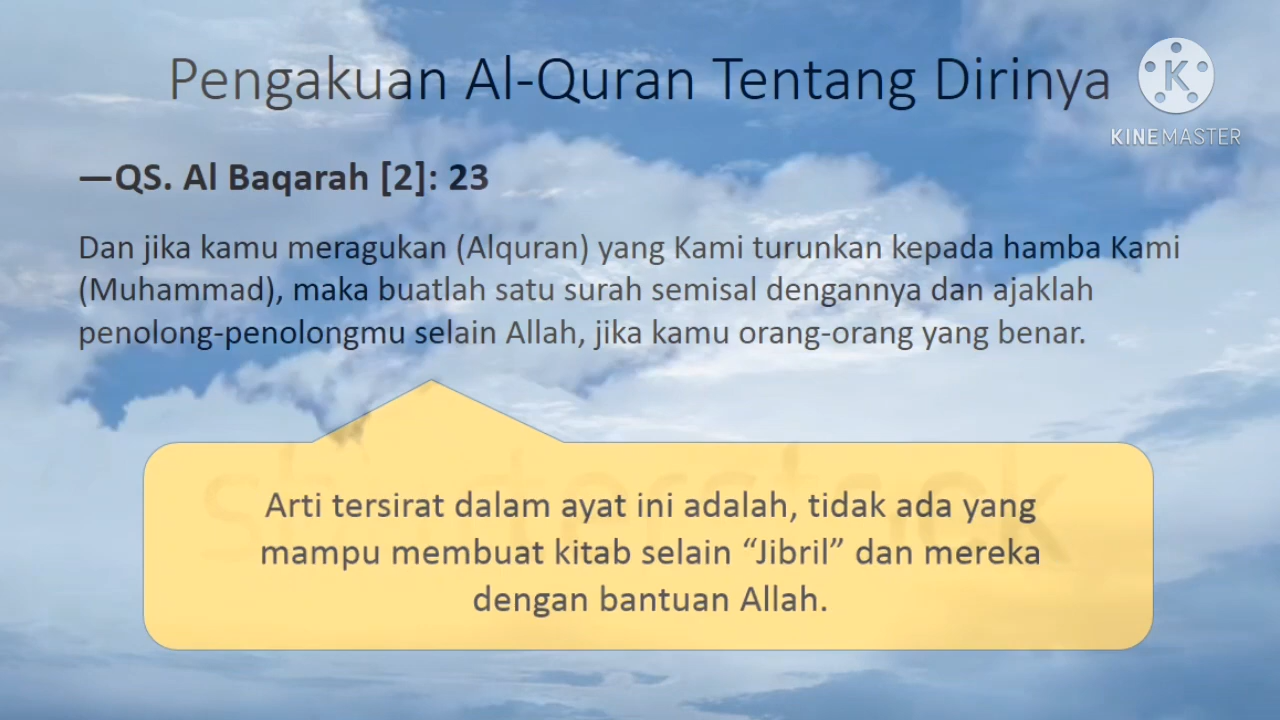 Pengakuan Al-Quran Tentang Dirinya
K
KINEMASTER
—QS. Al Baqarah [2]: 23
Dan jika kamu meragukan (Alquran) yang Kami turunkan kepada hamba Kami
(Muhammad), maka buatlah satu surah semisal dengannya dan ajaklah
penolong-penolongmu selain Allah, jika kamu orang-orang yang benar.
shutterstock
Arti tersirat dalam ayat ini adalah, tidak ada yang
mampu membuat kitab selain “Jibril” dan mereka
dengan bantuan Allah.